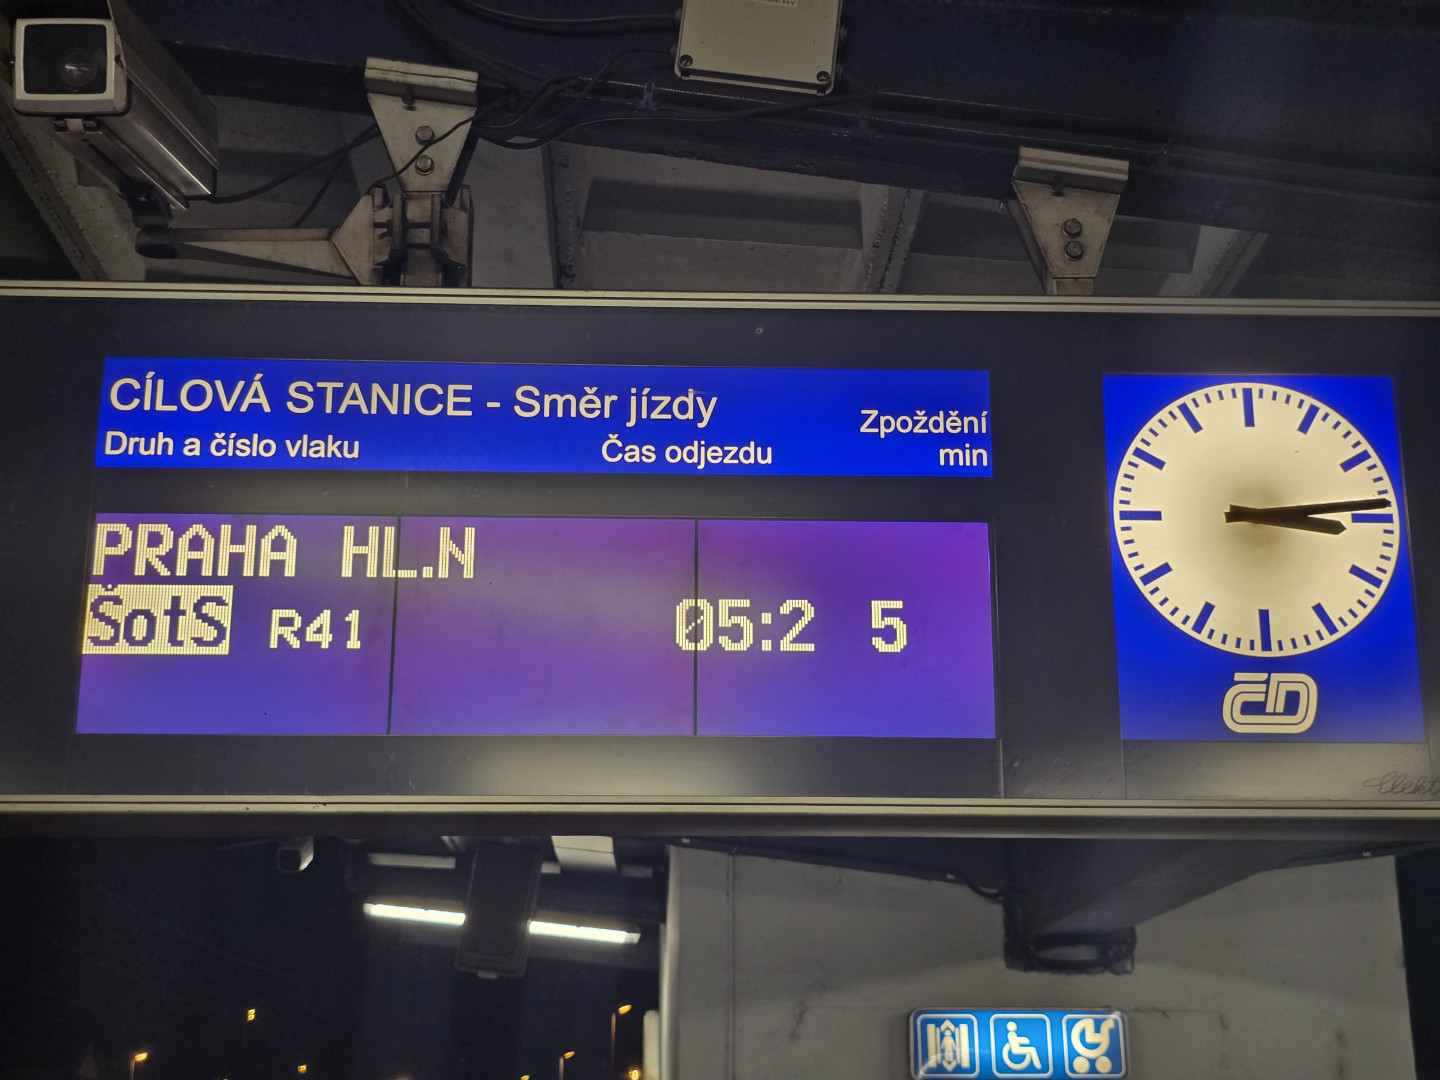 CÍLOVÁ STANICE - Směr jízdy
Druh a číslo vlaku Čas odjezdu Zpoždění min
PRAHA HL.N
ŠotS R41 05:2 5
ČD